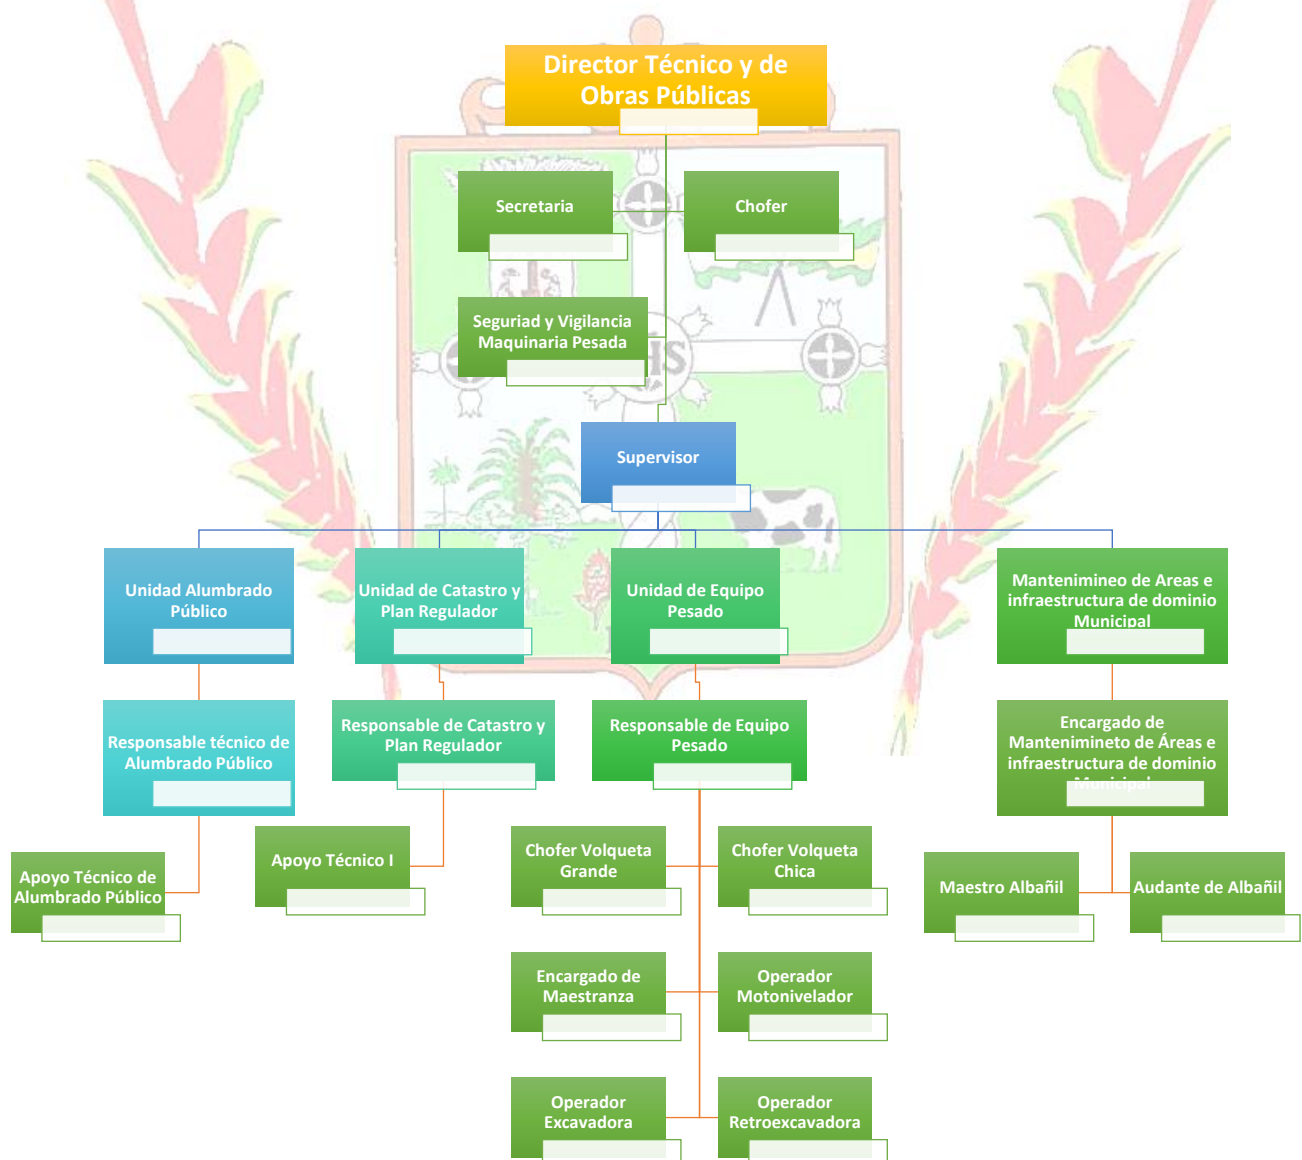 Director Técnico y de
Obras Públicas
Secretaria
Chofer
Seguriad y Vigilancia
Maquinaria Pesada
Supervisor
Unidad Alumbrado
Público
Unidad de Catastro y
Plan Regulador
Unidad de Equipo
Pesado
Mantenimineo de Areas e
infraestructura de dominio
Municipal
Responsable técnico de
Alumbrado Público
Responsable de Catastro y
Plan Regulador
Responsable de Equipo
Pesado
Encargado de
Mantenimineto de Áreas e
infraestructura de dominio
Municipal
Apoyo Técnico de
Alumbrado Público
Apoyo Técnico I
Chofer Volqueta
Grande
Chofer Volqueta
Chica
Maestro Albañil
Audante de Albañil
Encargado de
Maestranza
Operador
Motonivelador
Operador
Excavadora
Operador
Retroexcavadora